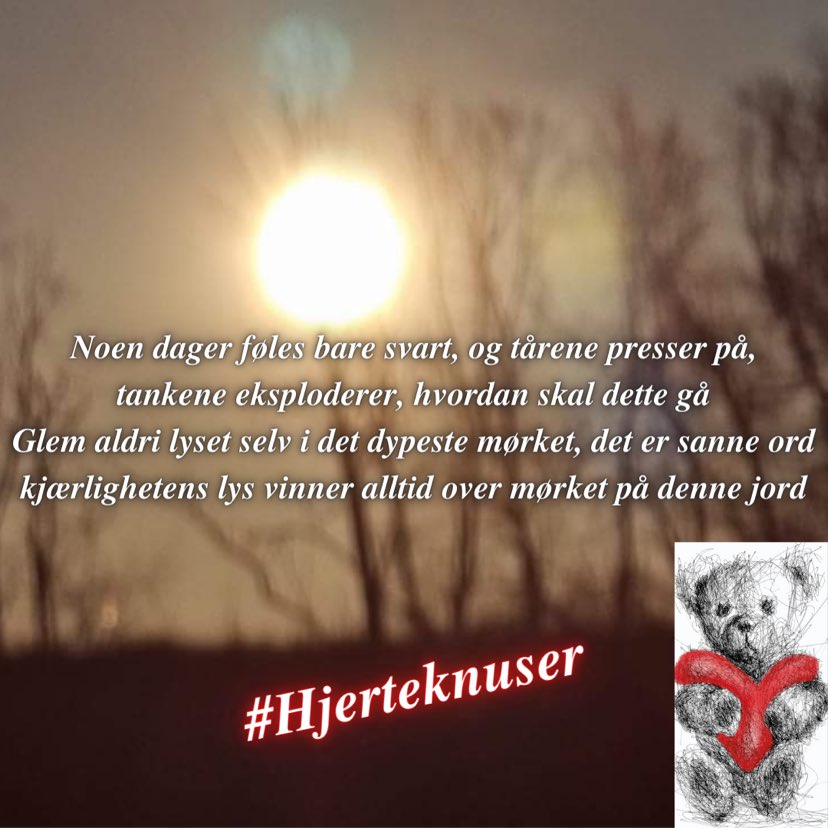 Noen dager føles bare svart, og tårene presser på,
tankene eksploderer, hvordan skal dette gå
Glem aldri lyset selv i det dypeste mørket, det er sanne ord
kjærlighetens lys vinner alltid over mørket på denne jord
#Hjerteknuser